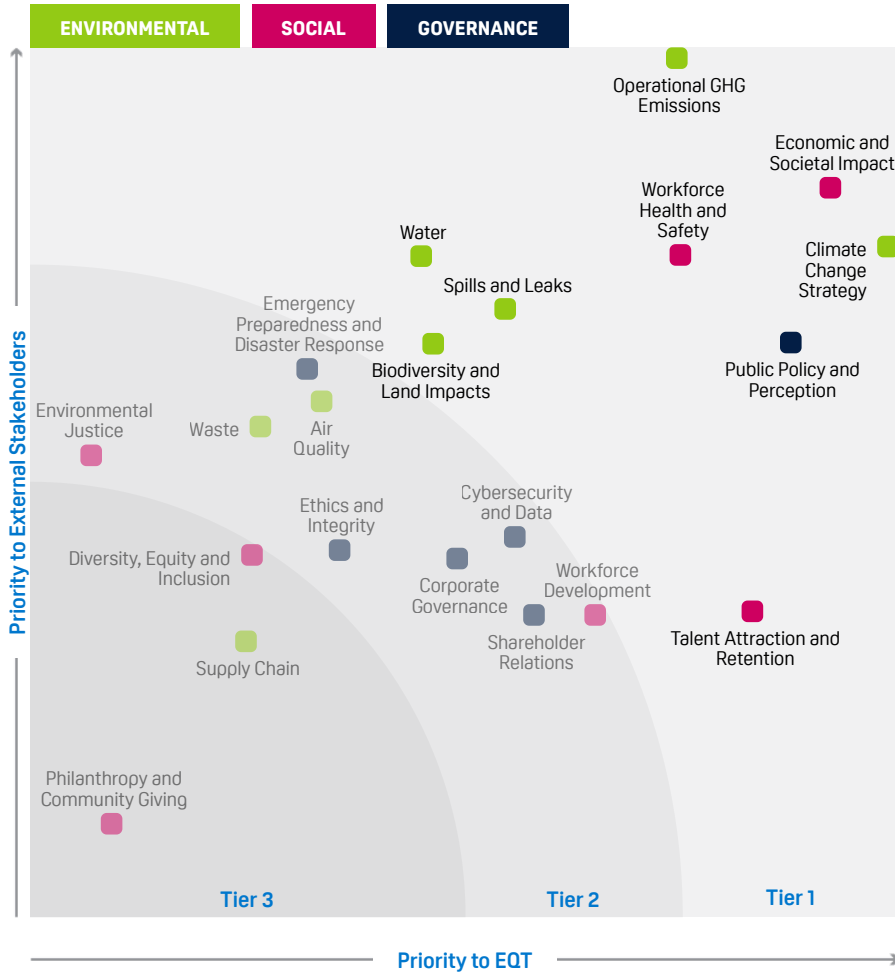 ENVIRONMENTAL
SOCIAL
GOVERNANCE
Operational GHG
Emissions
Economic and
Societal Impact
Workforce
Health and
Safety
Water
Climate
Change
Strategy
Spills and Leaks
Emergency
Preparedness and
Disaster Response
Biodiversity and
Land Impacts
Public Policy and
Perception
Environmental
Justice
Waste
Air
Quality
Ethics and
Integrity
Cybersecurity
and Data
Diversity, Equity and
Inclusion
Corporate
Governance
Workforce
Development
Shareholder
Relations
Talent Attraction and
Retention
Supply Chain
Philanthropy and
Community Giving
Tier 3
Tier 2
Tier 1
Priority to External Stakeholders
Priority to EQT